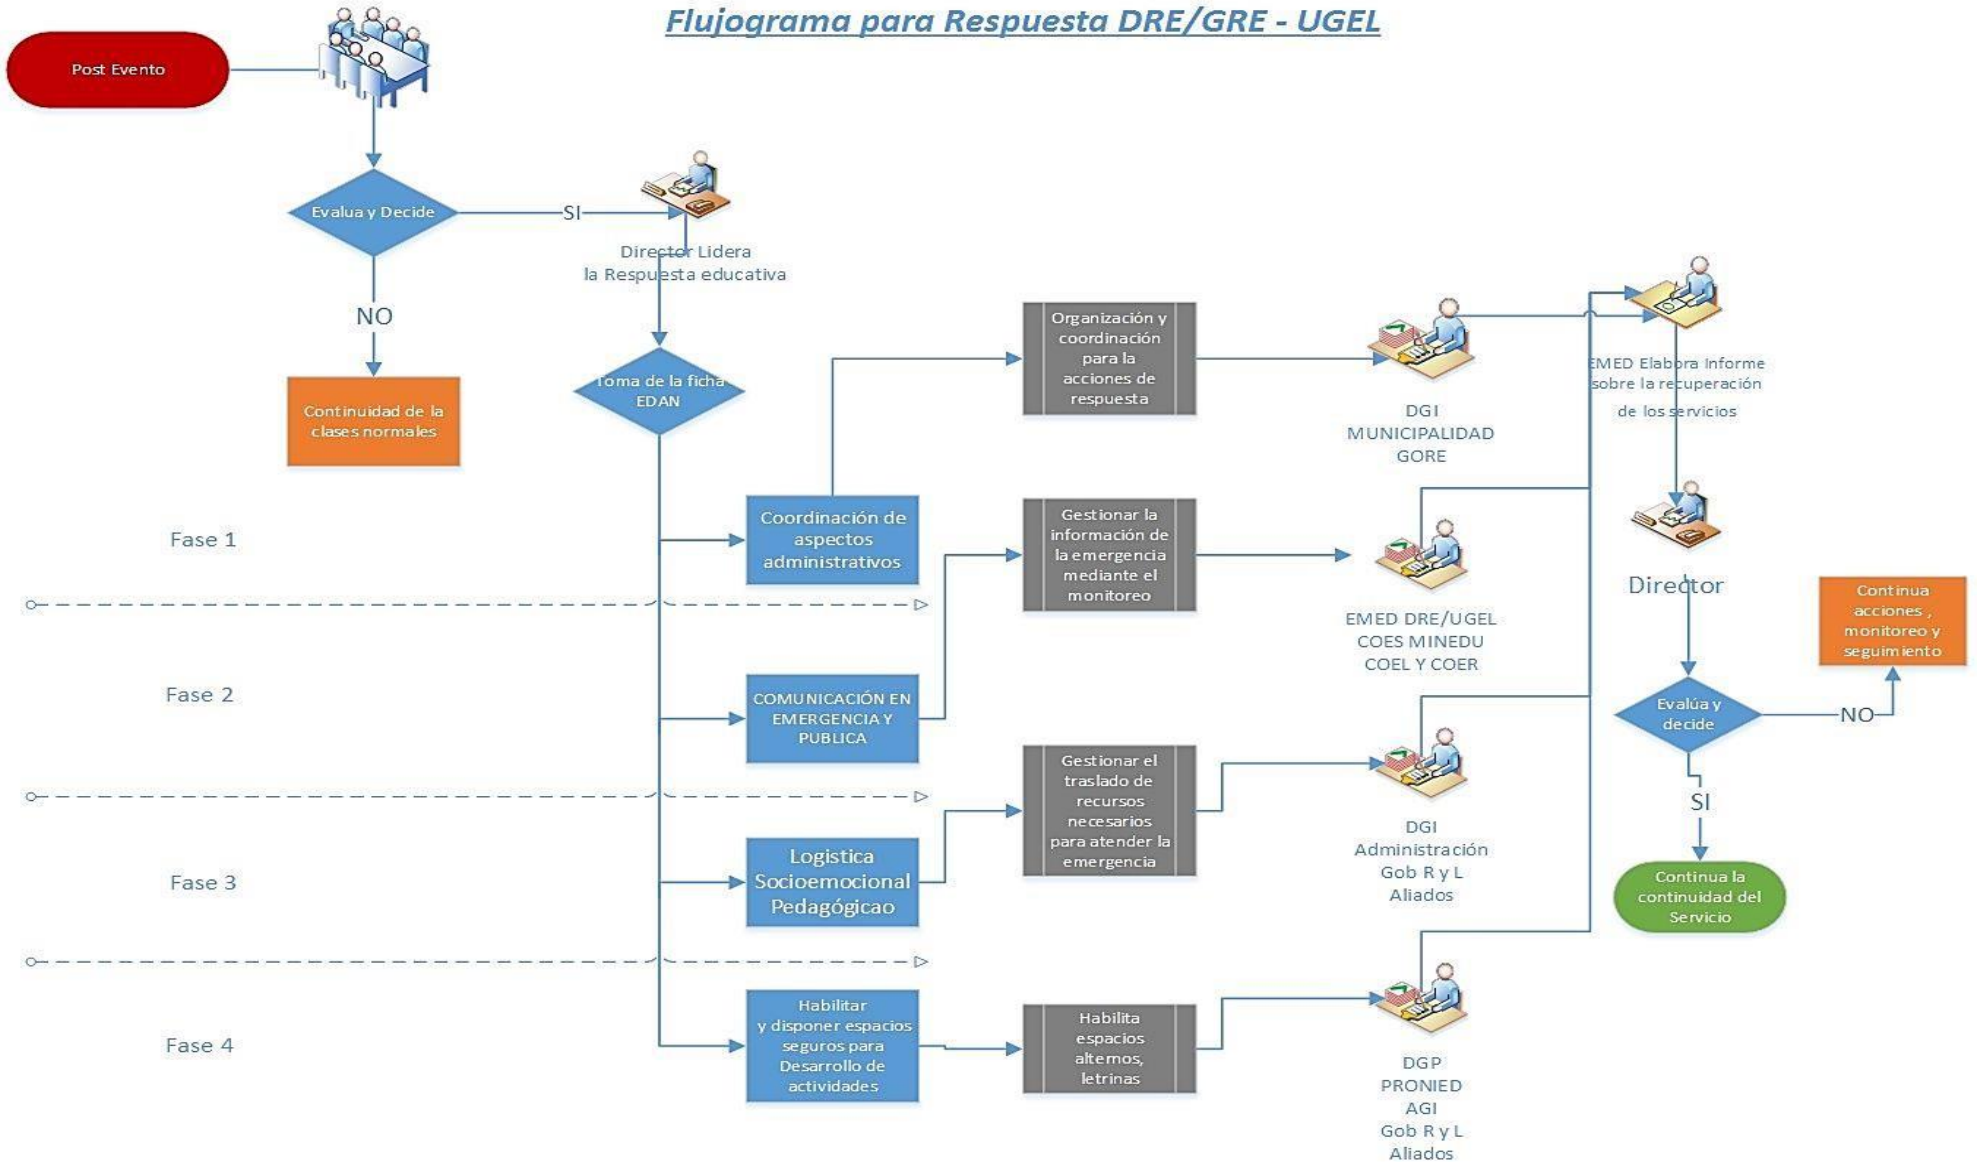 Flujograma para Respuesta DRE/GRE - UGEL
Post Evento
Evalua y Decide
SI
Director Lidera
la Respuesta educativa
NO
Continuidad de la
clases normales
Toma de la ficha
EDAN
Organización y
coordinación
para la
acciones de
respuesta
DGI
MUNICIPALIDAD
GORE
EMED Elabora Informe
sobre la recuperación
de los servicios
Fase 1
Coordinación de
aspectos
administrativos
Gestionar la
información de
la emergencia
mediante el
monitoreo
EMED DRE/UGEL
COES MINEDU
COEL Y COER
Director
Continua
acciones ,
monitoreo y
seguimiento
Fase 2
COMUNICACIÓN EN
EMERGENCIA Y
PUBLICA
Evalúa y
decide
NO
SI
Fase 3
Logistica
Socioemocional
Pedagógicao
Gestionar el
traslado de
recursos
necesarios
para atender la
emergencia
DGI
Administración
Gob R y L
Aliados
Continua la
continuidad del
Servicio
Fase 4
Habilitar
y disponer espacios
seguros para
Desarrollo de
actividades
Habilita
espacios
alternos,
letrinas
DGP
PRONIED
AGI
Gob R y L
Aliados